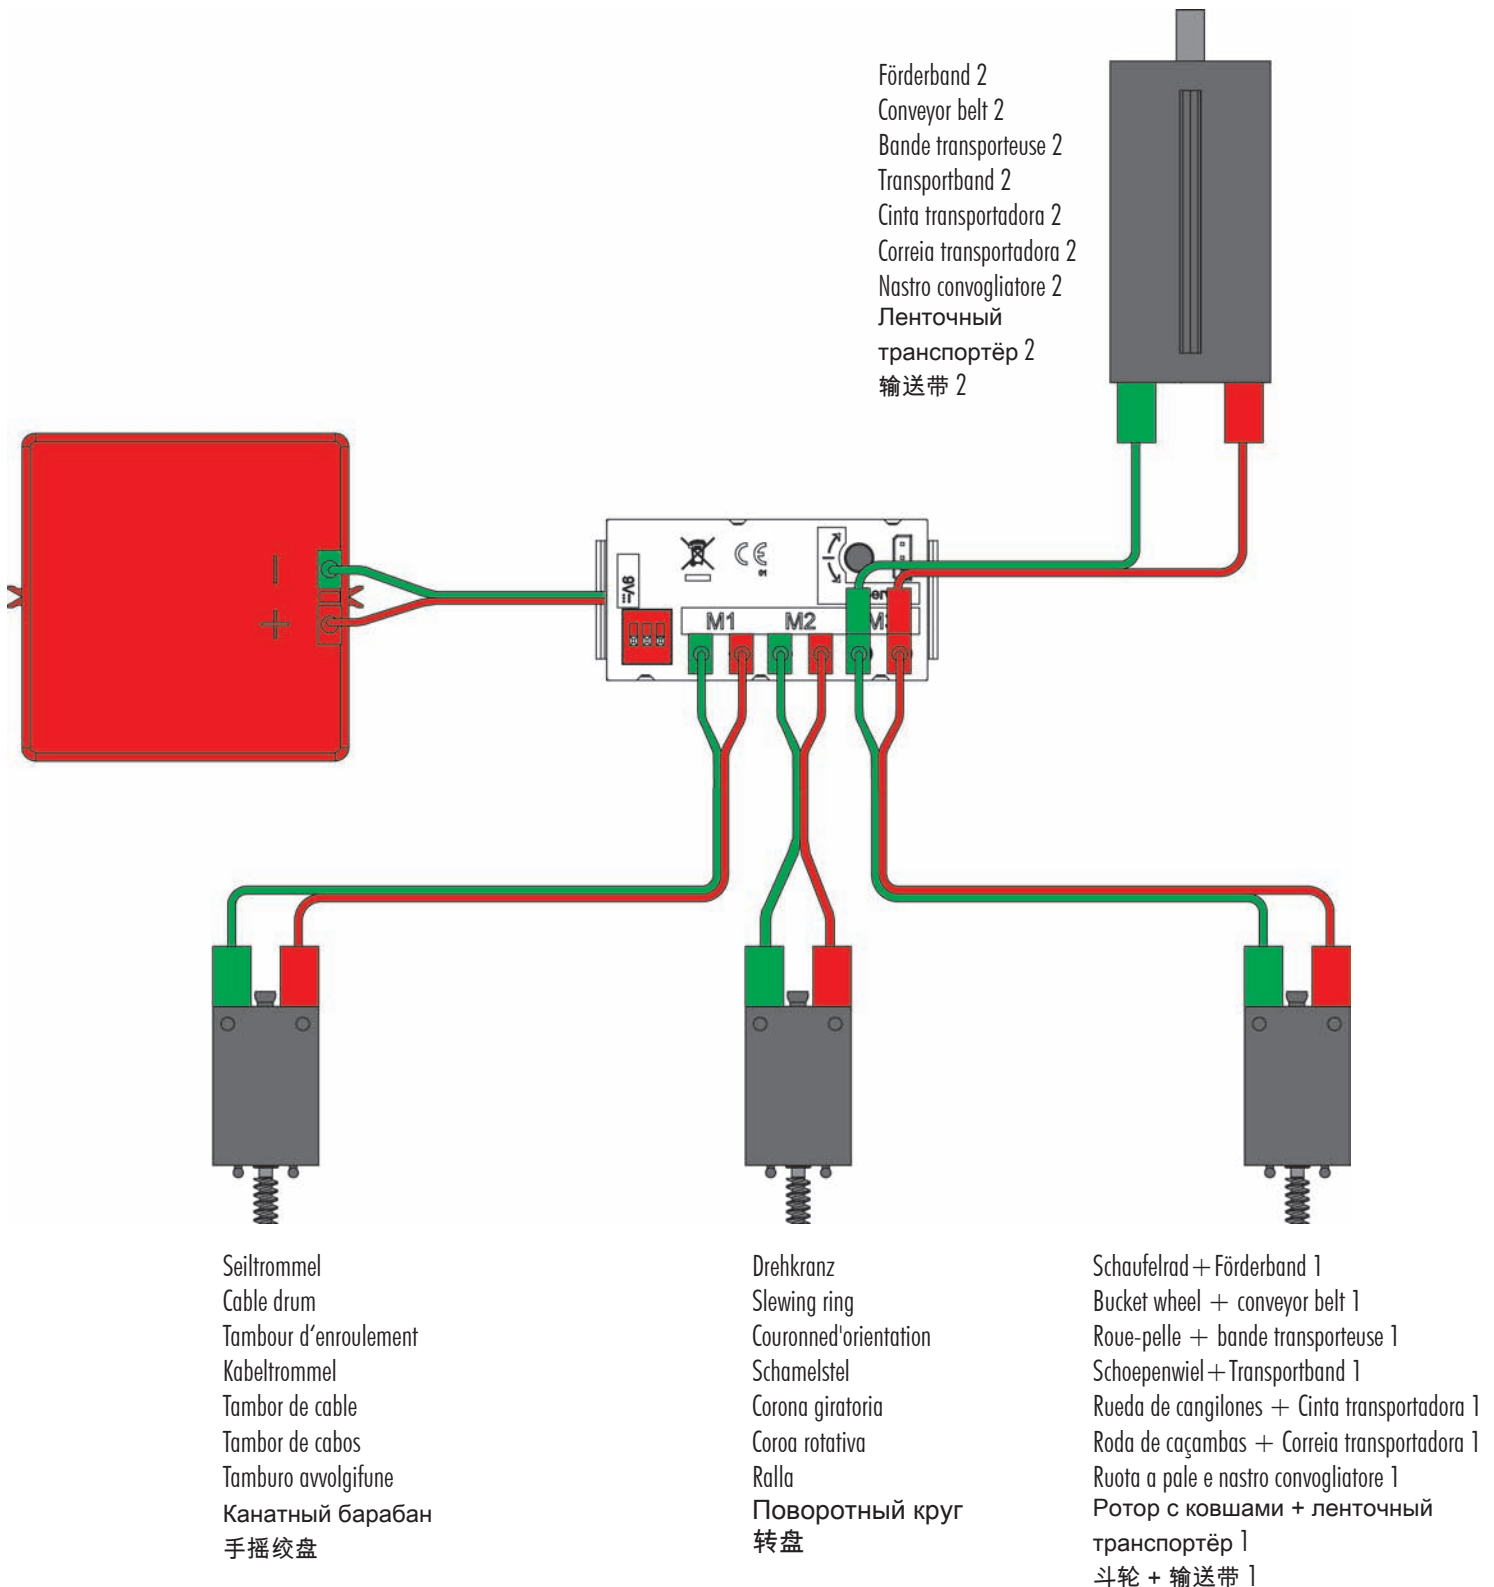 Förderband 2
Conveyor belt 2
Bande transporteuse 2
Transportband 2
Cinta transportadora 2
Correia transportadora 2
Nastro convogliatore 2
Ленточный
транспортёр 2
输送带 2
CE
9V
M1 M2 M3
Seiltrommel
Cable drum
Tambour d‘enroulement
Kabeltrommel
Tambor de cable
Tambor de cabos
Tamburo avvolgifune
Канатный барабан
手摇绞盘
Drehkranz
Slewing ring
Couronned'orientation
Schamelstel
Corona giratoria
Coroa rotativa
Ralla
Поворотный круг
转盘
Schaufelrad+Förderband 1
Bucket wheel + conveyor belt 1
Roue-pelle + bande transporteuse 1
Schoepenwiel+Transportband 1
Rueda de cangilones + Cinta transportadora 1
Roda de caçambas + Correia transportadora 1
Ruota a pale e nastro convogliatore 1
Ротор с ковшами + ленточный
транспортёр 1
斗轮 + 输送带 1